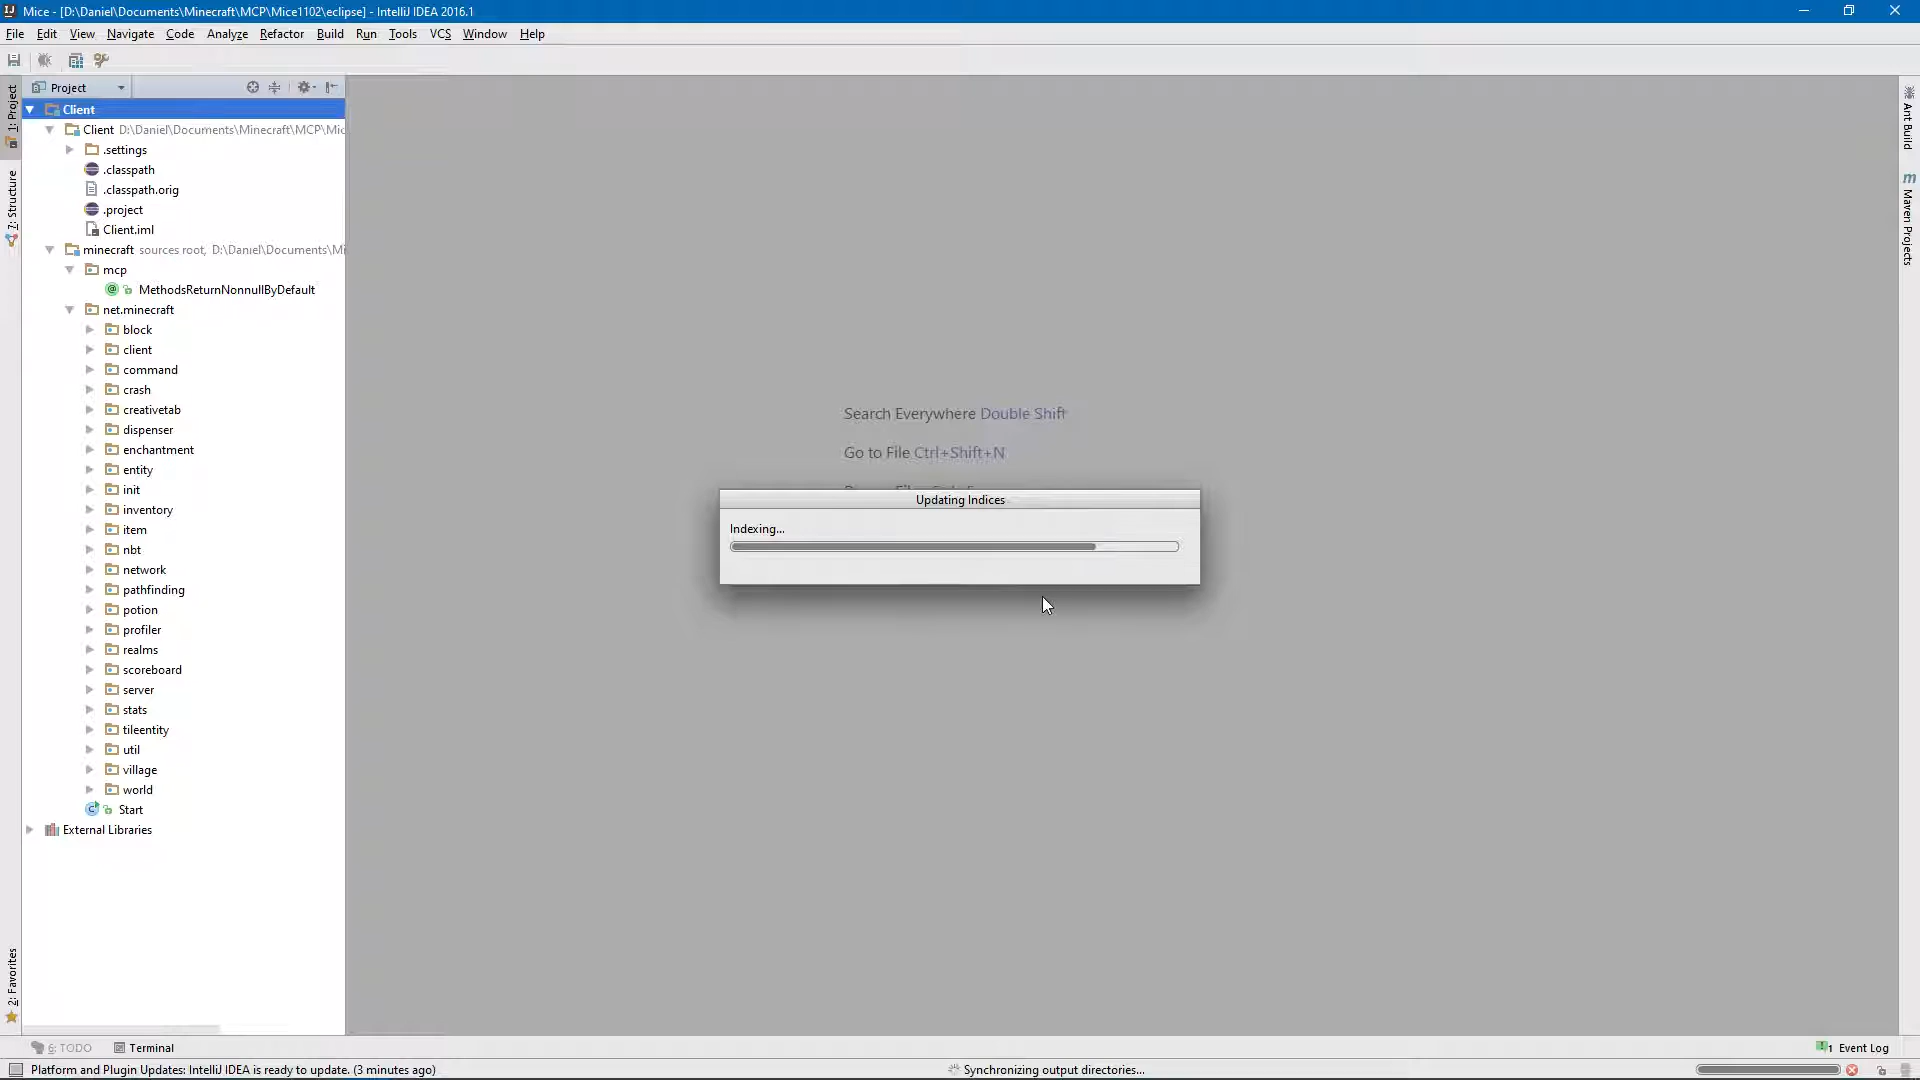 Mice - [D:\Daniel\Documents\Minecraft\MCP\Mice1102\eclipse] - IntelliJ IDEA 2016.1
File Edit View Navigate Code Analyze Refactor Build Run Tools VCS Window Help
Project
1: Project
7: Structure
2: Favorites
Client
Client D:\Daniel\Documents\Minecraft\MCP\Mic
.settings
.classpath
.classpath.orig
.project
Client.iml
minecraft sources root, D:\Daniel\Documents\Mi
mcp
MethodsReturnNonnullByDefault
net.minecraft
block
client
command
crash
creativetab
dispenser
enchantment
entity
init
inventory
item
nbt
network
pathfinding
potion
profiler
realms
scoreboard
server
stats
tileentity
util
village
world
Start
External Libraries
Search Everywhere Double Shift
Go to File Ctrl+Shift+N
Updating Indices
Indexing...
Ant Build
Maven Projects
6: TODO Terminal
1 Event Log
Platform and Plugin Updates: IntelliJ IDEA is ready to update. (3 minutes ago)
Synchronizing output directories...